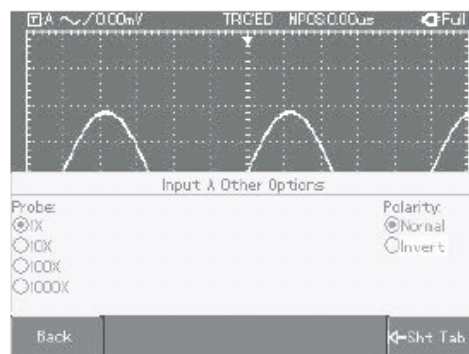 T A ∼ / 0.00mV TRIG'ED HPOS:0.00us Full
Input A Other Options
Probe: Polarity:
1X Normal
10X Invert
100X
1000X
Back Sht Tab